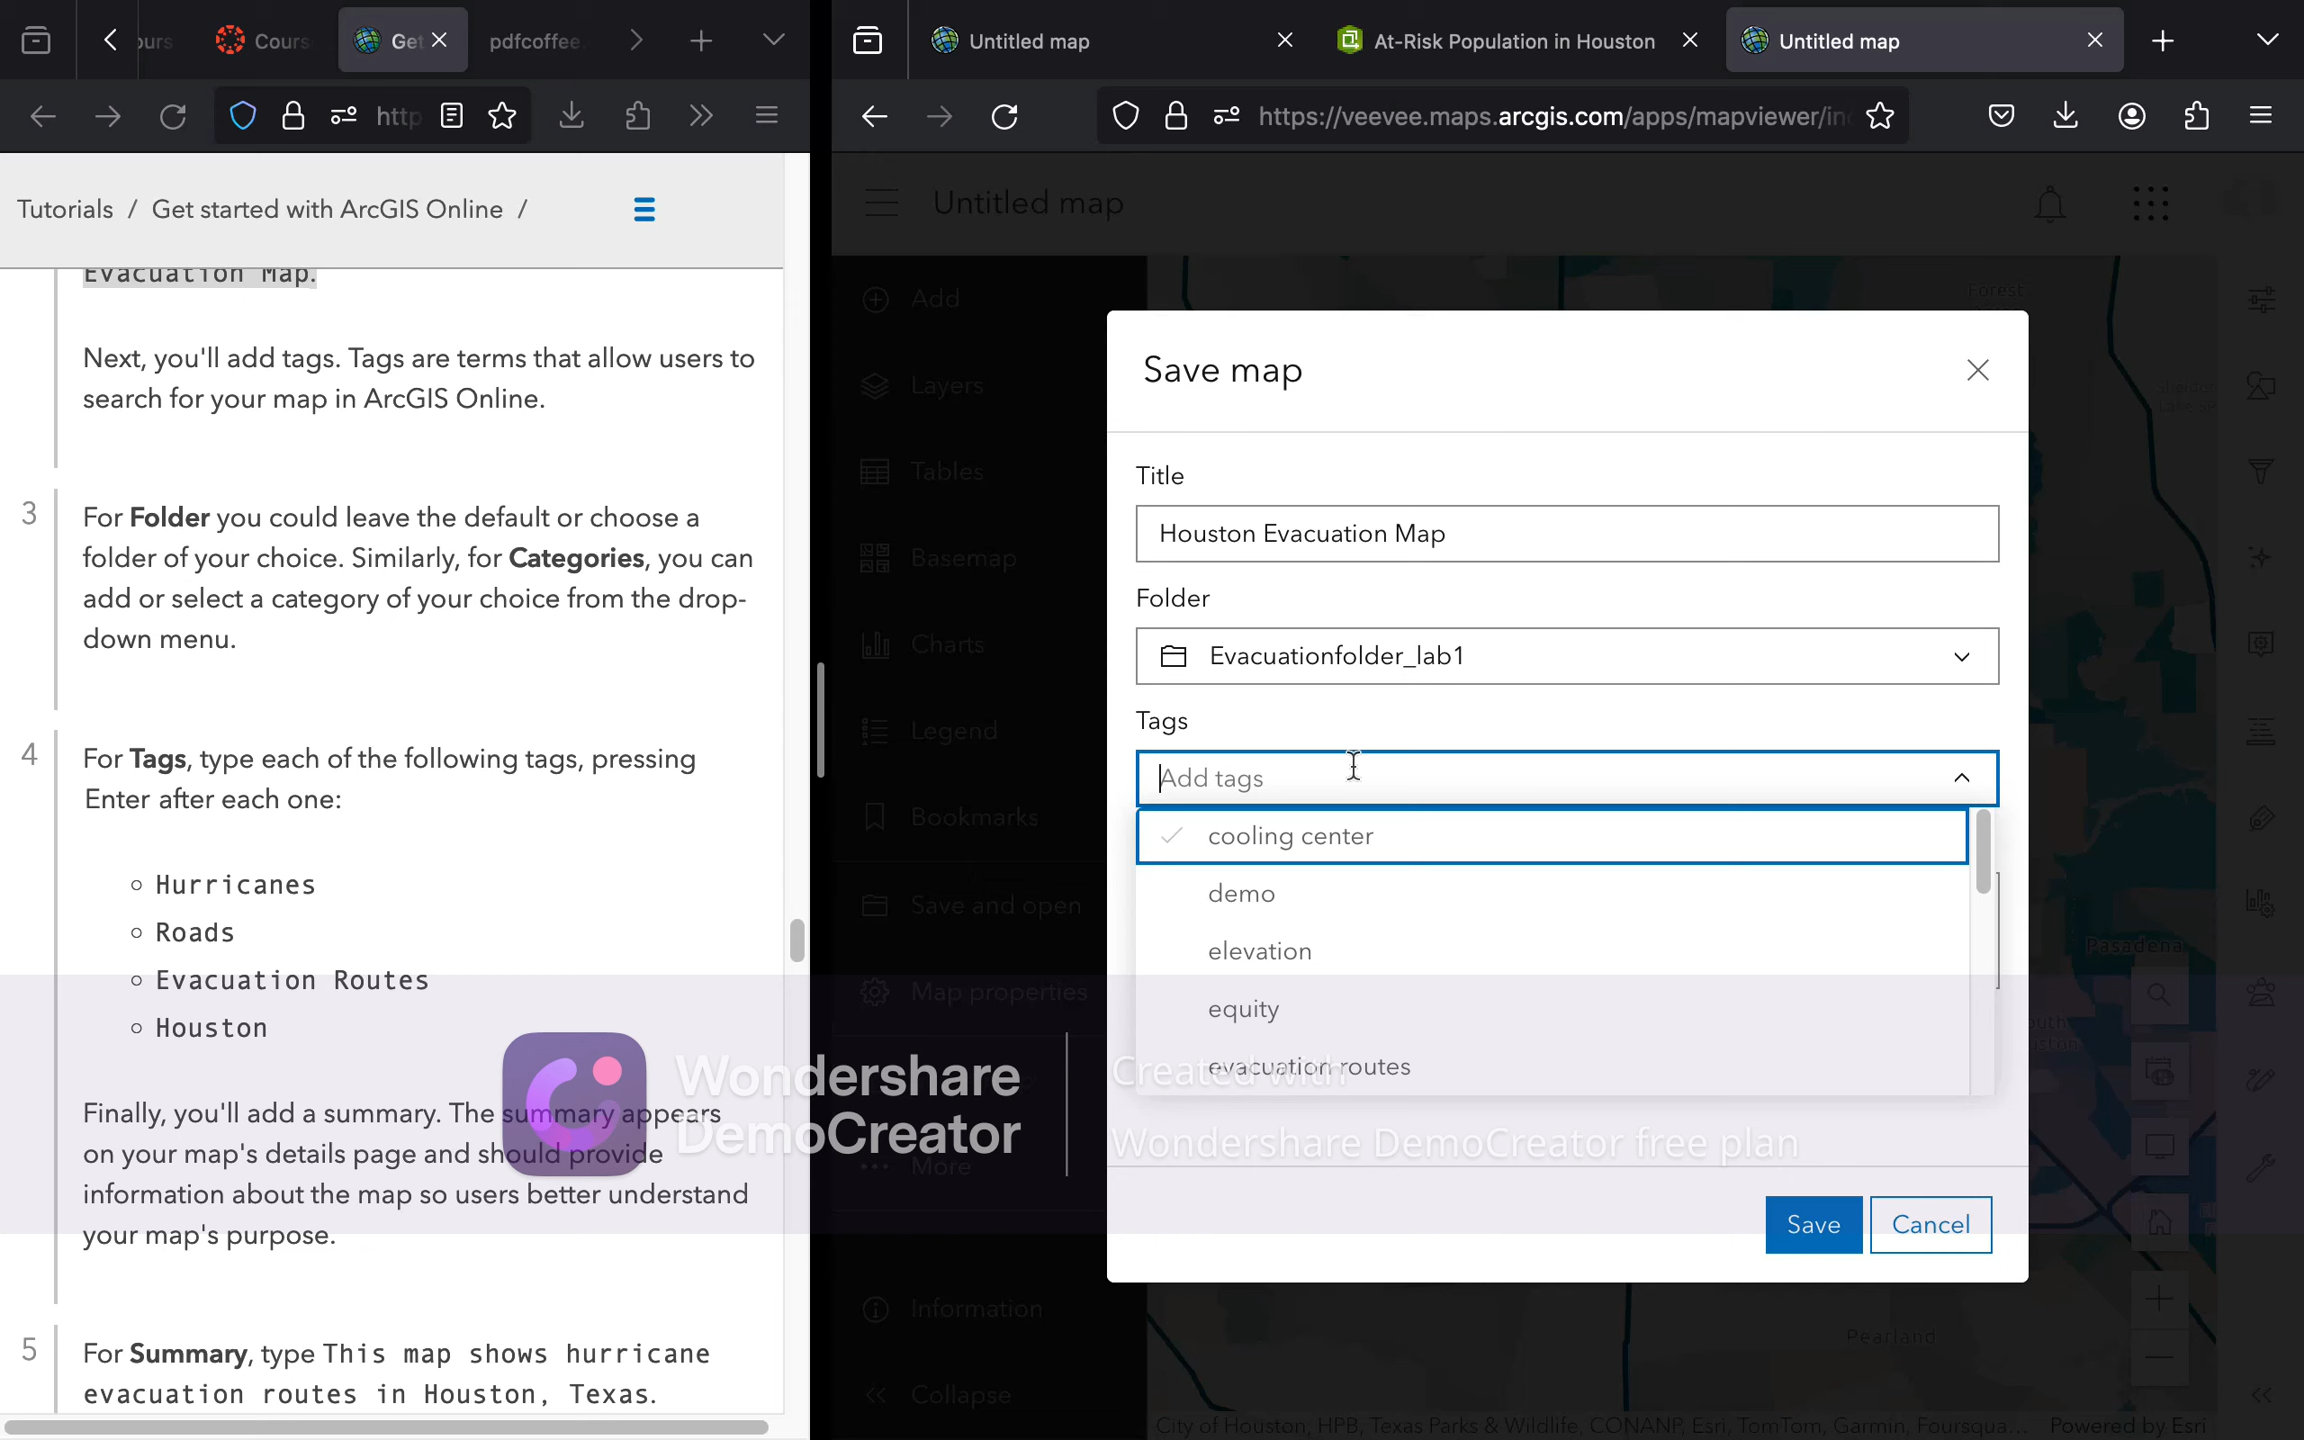 ours
Cours
Get
pdfcoffee.
Untitled map
At-Risk Population in Houston
Untitled map
http
https://veevee.maps.arcgis.com/apps/mapviewer/in
Tutorials / Get started with ArcGIS Online /
Evacuation Map.
Next, you'll add tags. Tags are terms that allow users to
search for your map in ArcGIS Online.
3
For Folder you could leave the default or choose a
folder of your choice. Similarly, for Categories, you can
add or select a category of your choice from the drop-
down menu.
4
For Tags, type each of the following tags, pressing
Enter after each one:
Hurricanes
Roads
Evacuation Routes
Houston
Finally, you'll add a summary. The summary appears
on your map's details page and should provide
information about the map so users better understand
your map's purpose.
5
For Summary, type This map shows hurricane
evacuation routes in Houston, Texas.
Untitled map
Add
Layers
Tables
Basemap
Charts
Legend
Bookmarks
Save and open
Map properties
More
Information
Collapse
Save map
Title
Houston Evacuation Map
Folder
Evacuationfolder_lab1
Tags
Add tags
cooling center
demo
elevation
equity
evacuation routes
Save
Cancel
Forest
Pasadena
Pearland
City of Houston, HPB, Texas Parks & Wildlife, CONANP, Esri, TomTom, Garmin, Foursqua...
Powered by Esri
Wondershare
DemoCreator
Created with
Wondershare DemoCreator free plan